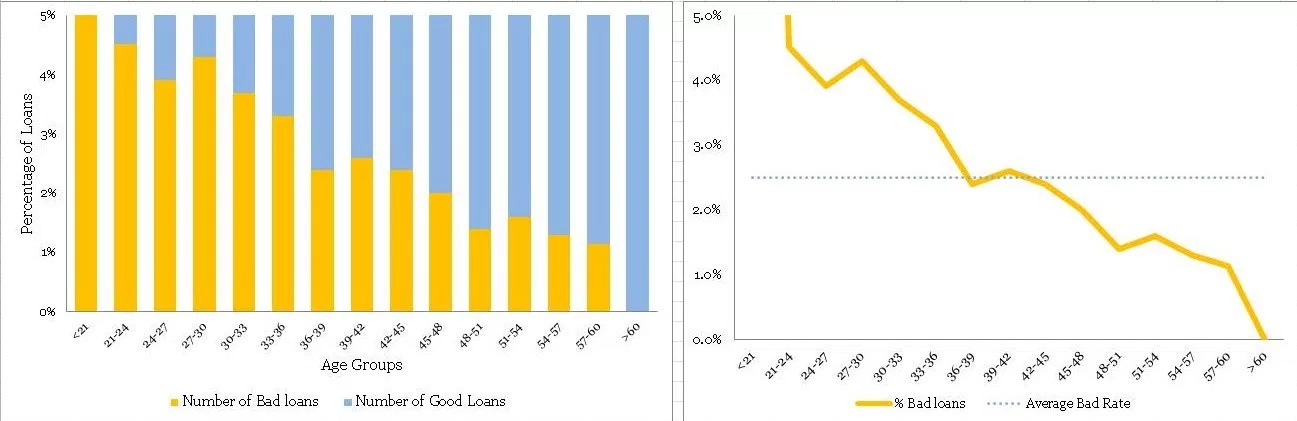 5%
4%
3%
2%
1%
0%
Percentage of Loans
<21 21-24 24-27 27-30 30-33 33-36 36-39 39-42 42-45 45-48 48-51 51-54 54-57 57-60 >60
Age Groups
Number of Bad loans Number of Good Loans
5.0%
4.0%
3.0%
2.0%
1.0%
0.0%
<21 21-24 24-27 27-30 30-33 33-36 36-39 39-42 42-45 45-48 48-51 51-54 54-57 57-60 >60
% Bad loans Average Bad Rate